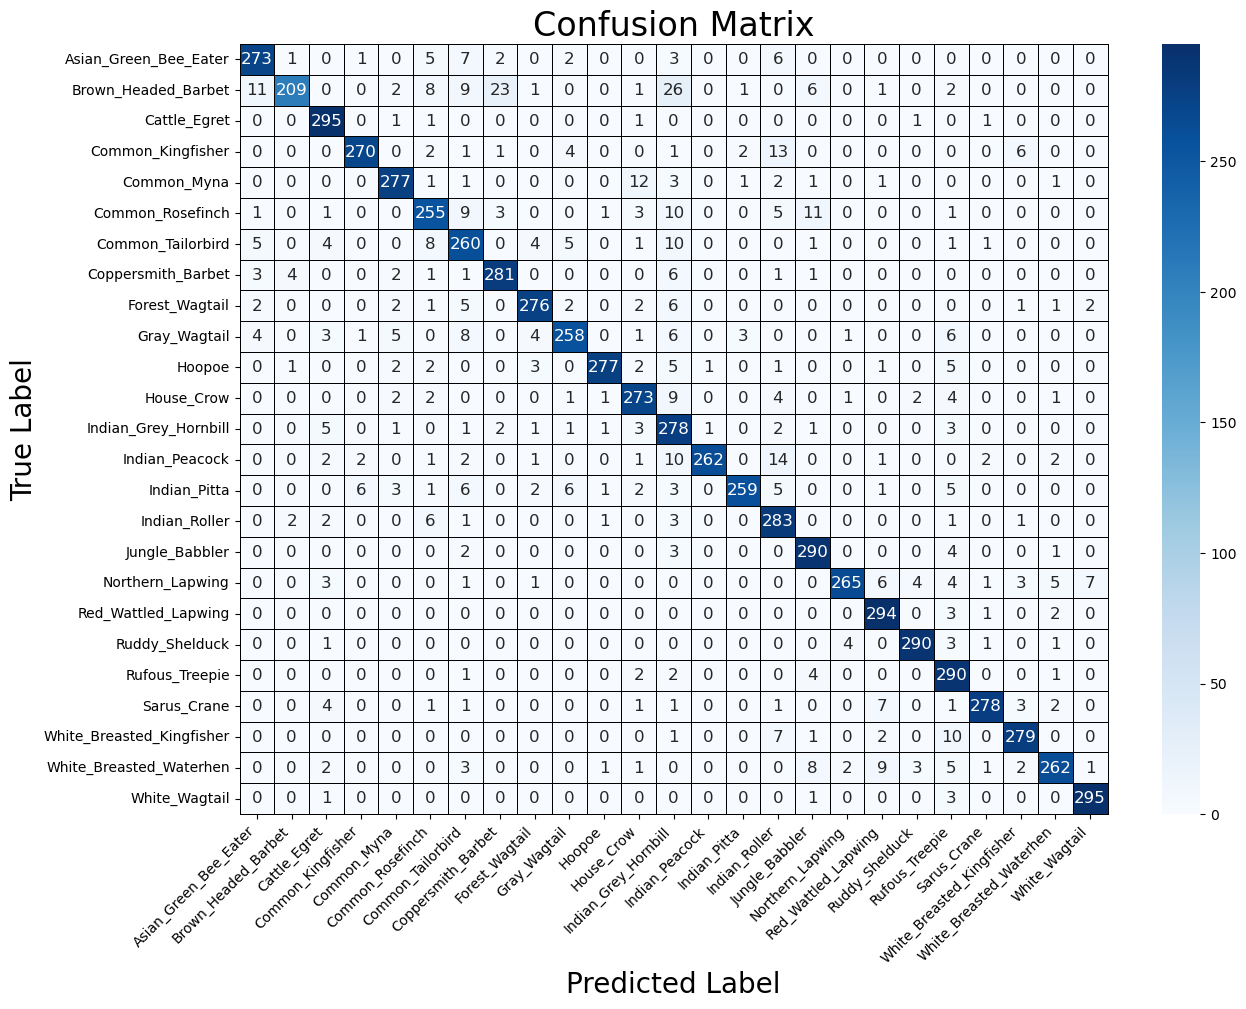 Confusion Matrix
True Label
Asian_Green_Bee_Eater 273 1 0 1 0 5 7 2 0 2 0 0 3 0 0 6 0 0 0 0 0 0 0 0 0
Brown_Headed_Barbet 11 209 0 0 2 8 9 23 1 0 0 1 26 0 1 0 6 0 1 0 2 0 0 0 0
Cattle_Egret 0 0 295 0 1 1 0 0 0 0 0 1 0 0 0 0 0 0 0 1 0 1 0 0 0
Common_Kingfisher 0 0 0 270 0 2 1 1 0 4 0 0 1 0 2 13 0 0 0 0 0 0 6 0 0
Common_Myna 0 0 0 0 277 1 1 0 0 0 0 12 3 0 1 2 1 0 1 0 0 0 0 1 0
Common_Rosefinch 1 0 1 0 0 255 9 3 0 0 1 3 10 0 0 5 11 0 0 0 1 0 0 0 0
Common_Tailorbird 5 0 4 0 0 8 260 0 4 5 0 1 10 0 0 0 1 0 0 0 1 1 0 0 0
Coppersmith_Barbet 3 4 0 0 2 1 1 281 0 0 0 0 6 0 0 1 1 0 0 0 0 0 0 0 0
Forest_Wagtail 2 0 0 0 2 1 5 0 276 2 0 2 6 0 0 0 0 0 0 0 0 0 1 1 2
Gray_Wagtail 4 0 3 1 5 0 8 0 4 258 0 1 6 0 3 0 0 1 0 0 6 0 0 0 0
Hoopoe 0 1 0 0 2 2 0 0 3 0 277 2 5 1 0 1 0 0 1 0 5 0 0 0 0
House_Crow 0 0 0 0 2 2 0 0 0 1 1 273 9 0 0 4 0 1 0 2 4 0 0 1 0
Indian_Grey_Hornbill 0 0 5 0 1 0 1 2 1 1 1 3 278 1 0 2 1 0 0 0 3 0 0 0 0
Indian_Peacock 0 0 2 2 0 1 2 0 1 0 0 1 10 262 0 14 0 0 1 0 0 2 0 2 0
Indian_Pitta 0 0 0 6 3 1 6 0 2 6 1 2 3 0 259 5 0 0 1 0 5 0 0 0 0
Indian_Roller 0 2 2 0 0 6 1 0 0 0 1 0 3 0 0 283 0 0 0 0 1 0 1 0 0
Jungle_Babbler 0 0 0 0 0 0 2 0 0 0 0 0 3 0 0 0 290 0 0 0 4 0 0 1 0
Northern_Lapwing 0 0 3 0 0 0 1 0 1 0 0 0 0 0 0 0 0 265 6 4 4 1 3 5 7
Red_Wattled_Lapwing 0 0 0 0 0 0 0 0 0 0 0 0 0 0 0 0 0 0 294 0 3 1 0 2 0
Ruddy_Shelduck 0 0 1 0 0 0 0 0 0 0 0 0 0 0 0 0 0 4 0 290 3 1 0 1 0
Rufous_Treepie 0 0 0 0 0 0 1 0 0 0 0 2 2 0 0 0 4 0 0 0 290 0 0 1 0
Sarus_Crane 0 0 4 0 0 1 1 0 0 0 0 1 1 0 0 1 0 0 7 0 1 278 3 2 0
White_Breasted_Kingfisher 0 0 0 0 0 0 0 0 0 0 0 0 1 0 0 7 1 0 2 0 10 0 279 0 0
White_Breasted_Waterhen 0 0 2 0 0 0 3 0 0 0 1 1 0 0 0 0 8 2 9 3 5 1 2 262 1
White_Wagtail 0 0 1 0 0 0 0 0 0 0 0 0 0 0 0 0 1 0 0 0 3 0 0 0 295
Asian_Green_Bee_Eater
Brown_Headed_Barbet
Cattle_Egret
Common_Kingfisher
Common_Myna
Common_Rosefinch
Common_Tailorbird
Coppersmith_Barbet
Forest_Wagtail
Gray_Wagtail
Hoopoe
House_Crow
Indian_Grey_Hornbill
Indian_Peacock
Indian_Pitta
Indian_Roller
Jungle_Babbler
Northern_Lapwing
Red_Wattled_Lapwing
Ruddy_Shelduck
Rufous_Treepie
Sarus_Crane
White_Breasted_Kingfisher
White_Breasted_Waterhen
White_Wagtail
Predicted Label
250
200
150
100
50
0